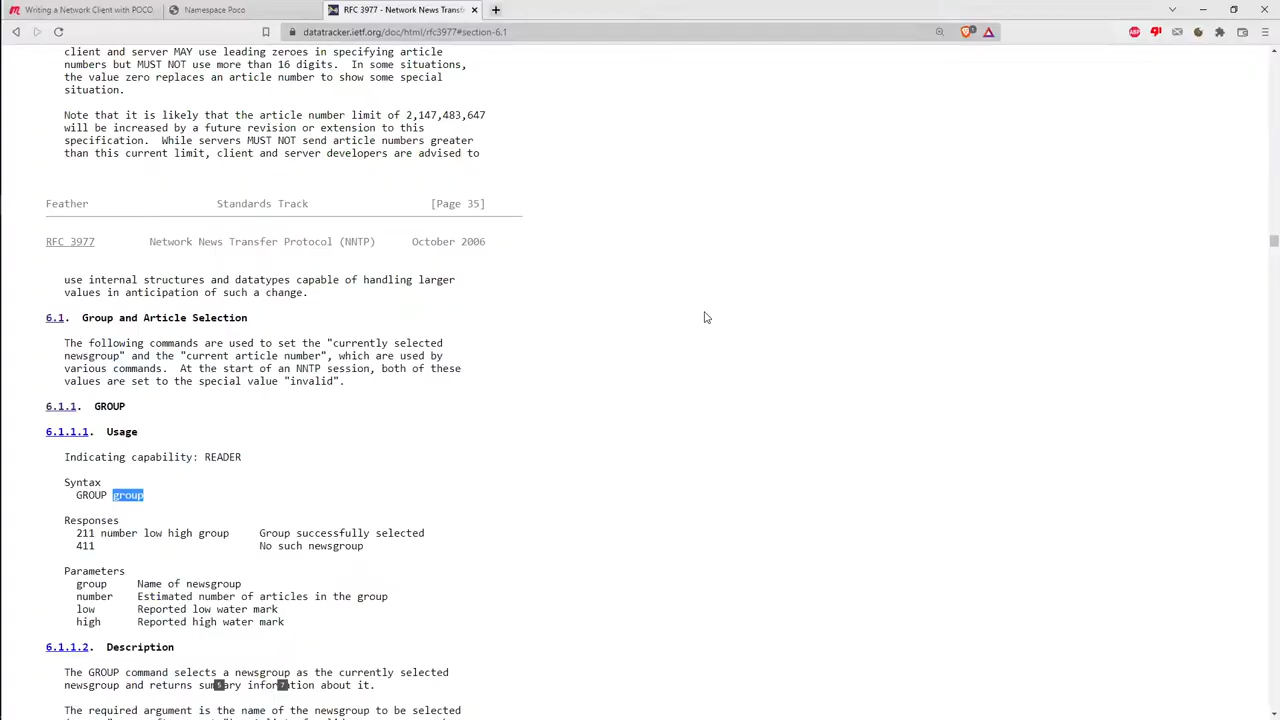 Writing a Network Client with POCO
Namespace Poco
RFC 3977 - Network News Transf
datatracker.ietf.org/doc/html/rfc3977#section-6.1
client and server MAY use leading zeroes in specifying article
numbers but MUST NOT use more than 16 digits. In some situations,
the value zero replaces an article number to show some special
situation.
Note that it is likely that the article number limit of 2,147,483,647
will be increased by a future revision or extension to this
specification. While servers MUST NOT send article numbers greater
than this current limit, client and server developers are advised to
Feather Standards Track [Page 35]
RFC 3977 Network News Transfer Protocol (NNTP) October 2006
use internal structures and datatypes capable of handling larger
values in anticipation of such a change.
6.1. Group and Article Selection
The following commands are used to set the "currently selected
newsgroup" and the "current article number", which are used by
various commands. At the start of an NNTP session, both of these
values are set to the special value "invalid".
6.1.1. GROUP
6.1.1.1. Usage
Indicating capability: READER
Syntax
GROUP group
Responses
211 number low high group Group successfully selected
411 No such newsgroup
Parameters
group Name of newsgroup
number Estimated number of articles in the group
low Reported low water mark
high Reported high water mark
6.1.1.2. Description
The GROUP command selects a newsgroup as the currently selected
newsgroup and returns summary information about it.
The required argument is the name of the newsgroup to be selected